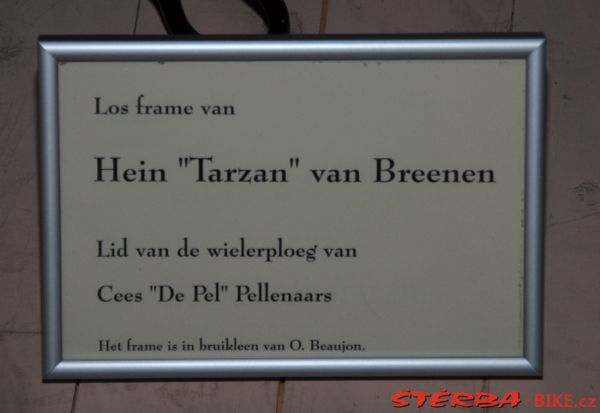 Los frame van
Hein "Tarzan" van Breenen
Lid van de wielerploeg van
Cees "De Pel" Pellenaars
Het frame is in bruikleen van O. Beaujon.
ŠTĚRBA-BIKE.cz